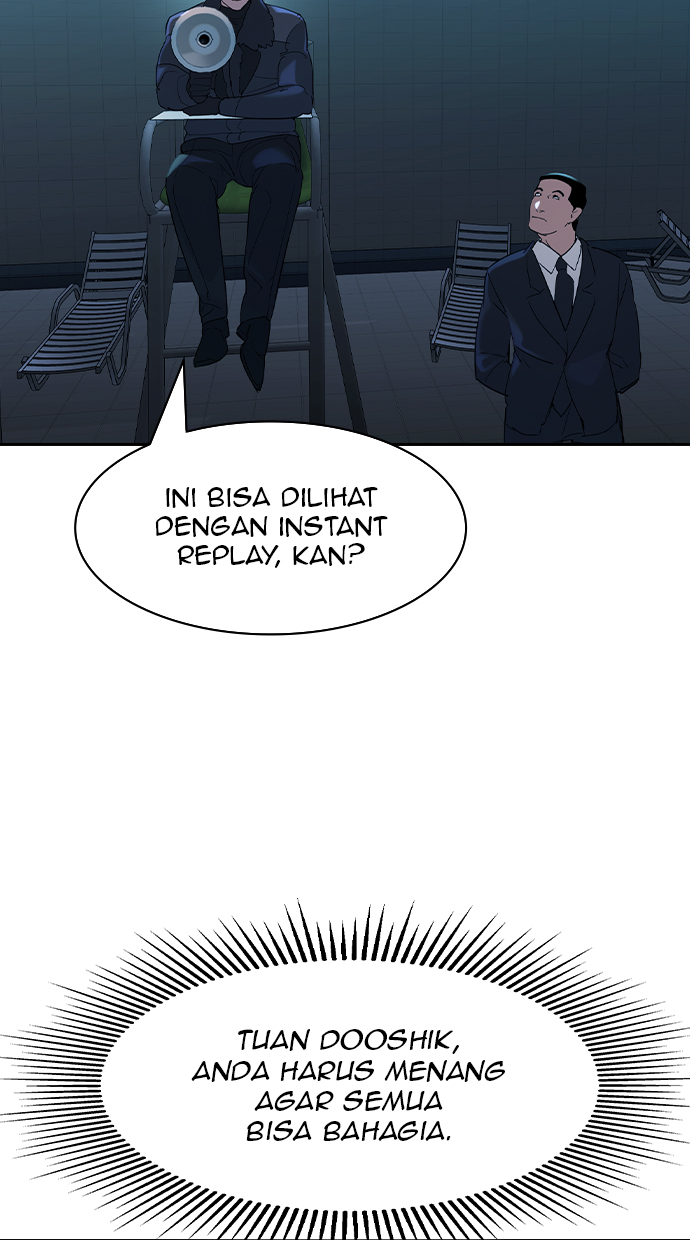 INI BISA DILIHAT
DENGAN INSTANT
REPLAY, KAN?
TUAN DOOSHIK,
ANDA HARUS MENANG
AGAR SEMUA
BISA BAHAGIA.